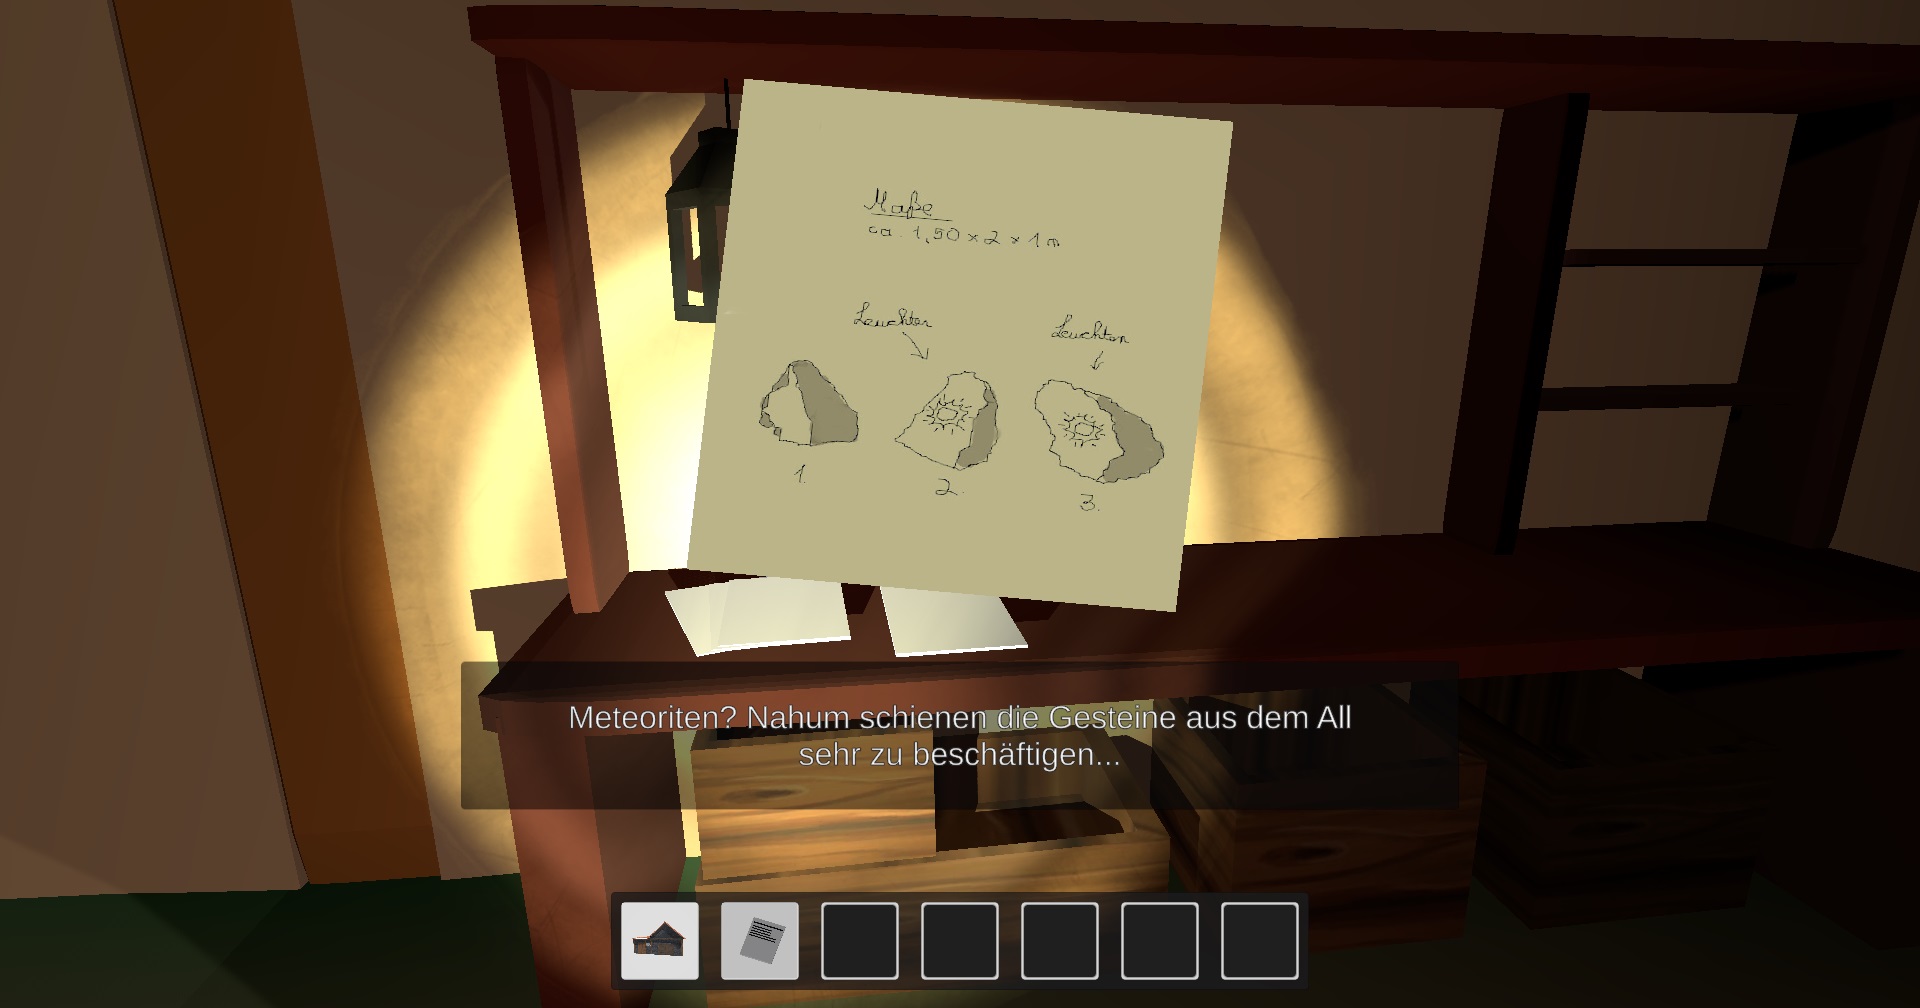 Maße
ca. 1,50 x 2 x 1 m
Leuchten
Leuchten
1.
2.
3.
Meteoriten? Nahum schienen die Gesteine aus dem All
sehr zu beschäftigen...